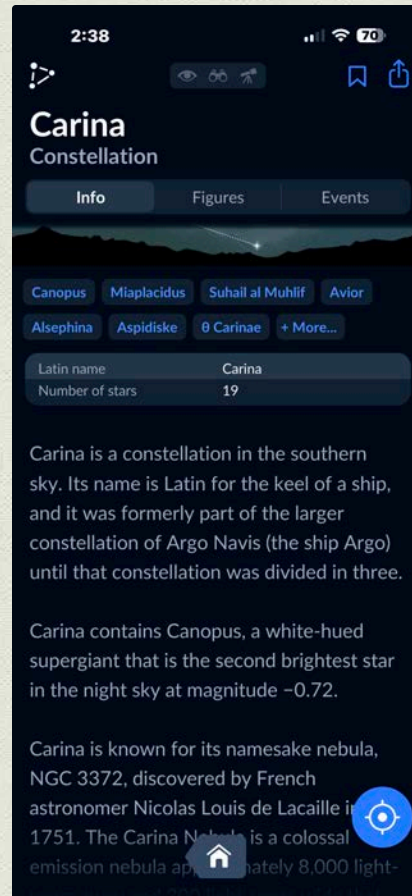 2:38
70
Carina
Constellation
Info Figures Events
Canopus Miaplacidus Suhail al Muhlif Avior
Alsephina Aspidiske θ Carinae + More...
Latin name Carina
Number of stars 19
Carina is a constellation in the southern
sky. Its name is Latin for the keel of a ship,
and it was formerly part of the larger
constellation of Argo Navis (the ship Argo)
until that constellation was divided in three.
Carina contains Canopus, a white-hued
supergiant that is the second brightest star
in the night sky at magnitude −0.72.
Carina is known for its namesake nebula,
NGC 3372, discovered by French
astronomer Nicolas Louis de Lacaille
1751. The Carina is a colossal
emission nebula 8,000 light-